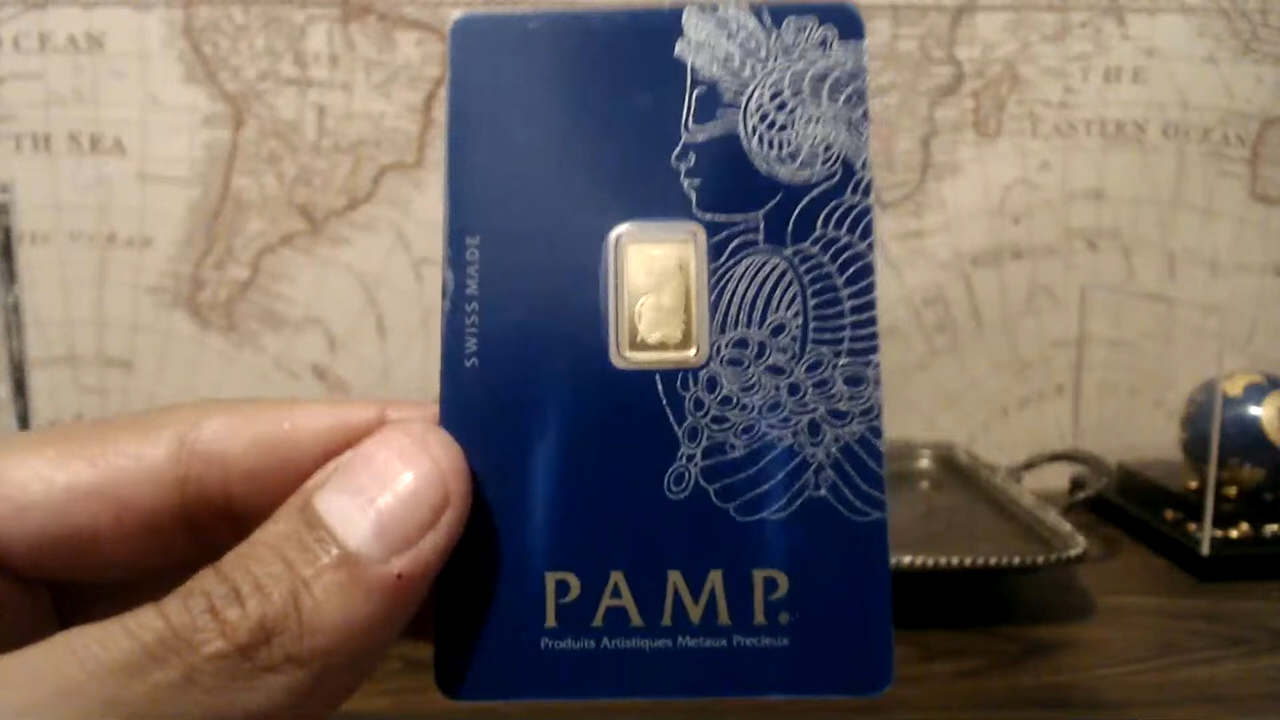 OCEAN
TH SEA
THE
EASTERN OCEAN
SWISS MADE
PAMP.
Produits Artistiques Metaux Precieux